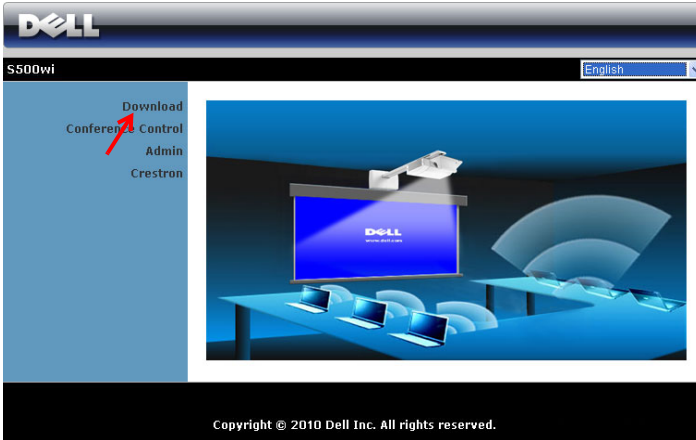 DELL
S500wi
English
Download
Conference Control
Admin
Crestron
DELL
www.dell.com
Copyright © 2010 Dell Inc. All rights reserved.